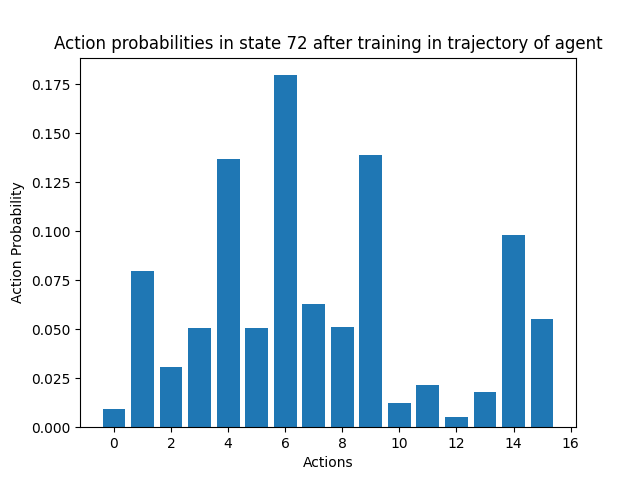 Action probabilities in state 72 after training in trajectory of agent
0.175
0.150
0.125
0.100
0.075
0.050
0.025
0.000
Action Probability
0 2 4 6 8 10 12 14 16
Actions